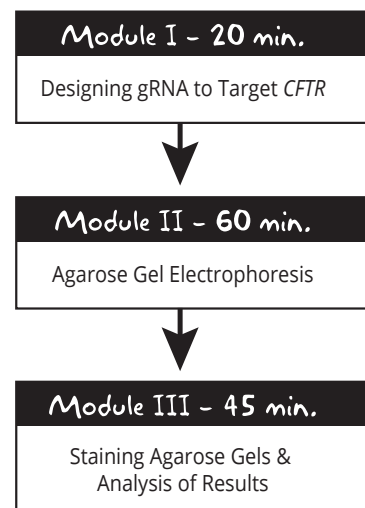 Module I - 20 min.
Designing gRNA to Target CFTR
Module II - 60 min.
Agarose Gel Electrophoresis
Module III - 45 min.
Staining Agarose Gels &
Analysis of Results